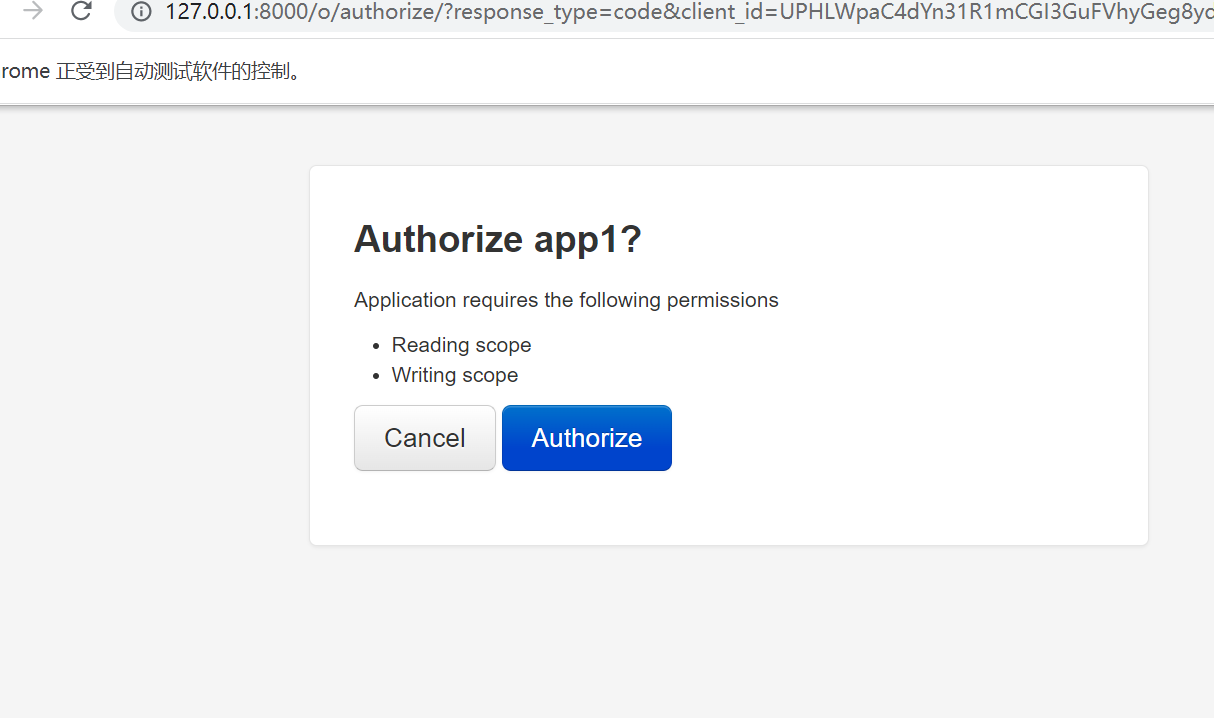 127.0.0.1:8000/o/authorize/?response_type=code&client_id=UPHLWpaC4dYn31R1mCGI3GuFVhyGeg8yd
rome 正受到自动测试软件的控制。
Authorize app1?
Application requires the following permissions
Reading scope
Writing scope
Cancel Authorize